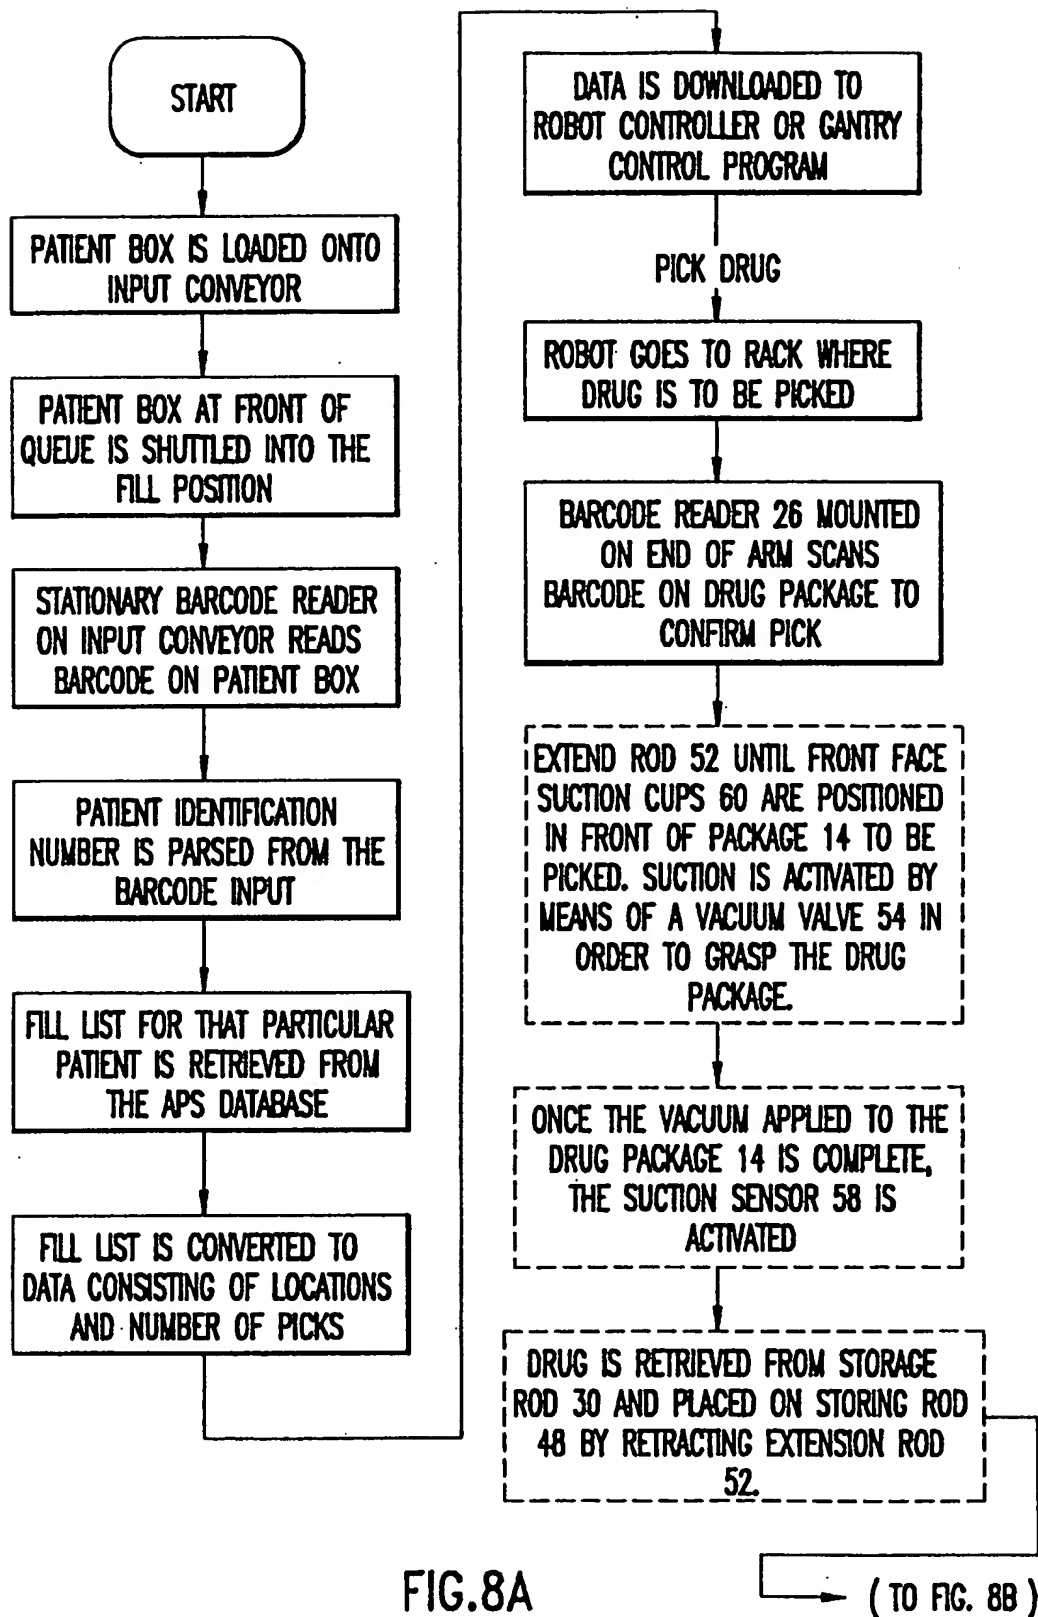 START
PATIENT BOX IS LOADED ONTO
INPUT CONVEYOR
PATIENT BOX AT FRONT OF
QUEUE IS SHUTTLED INTO THE
FILL POSITION
STATIONARY BARCODE READER
ON INPUT CONVEYOR READS
BARCODE ON PATIENT BOX
PATIENT IDENTIFICATION
NUMBER IS PARSED FROM THE
BARCODE INPUT
FILL LIST FOR THAT PARTICULAR
PATIENT IS RETRIEVED FROM
THE APS DATABASE
FILL LIST IS CONVERTED TO
DATA CONSISTING OF LOCATIONS
AND NUMBER OF PICKS
DATA IS DOWNLOADED TO
ROBOT CONTROLLER OR GANTRY
CONTROL PROGRAM
PICK DRUG
ROBOT GOES TO RACK WHERE
DRUG IS TO BE PICKED
BARCODE READER 26 MOUNTED
ON END OF ARM SCANS
BARCODE ON DRUG PACKAGE TO
CONFIRM PICK
EXTEND ROD 52 UNTIL FRONT FACE
SUCTION CUPS 60 ARE POSITIONED
IN FRONT OF PACKAGE 14 TO BE
PICKED. SUCTION IS ACTIVATED BY
MEANS OF A VACUUM VALVE 54 IN
ORDER TO GRASP THE DRUG
PACKAGE.
ONCE THE VACUUM APPLIED TO THE
DRUG PACKAGE 14 IS COMPLETE,
THE SUCTION SENSOR 58 IS
ACTIVATED
DRUG IS RETRIEVED FROM STORAGE
ROD 30 AND PLACED ON STORING ROD
48 BY RETRACTING EXTENSION ROD
52.
(TO FIG. 8B)
FIG.8A